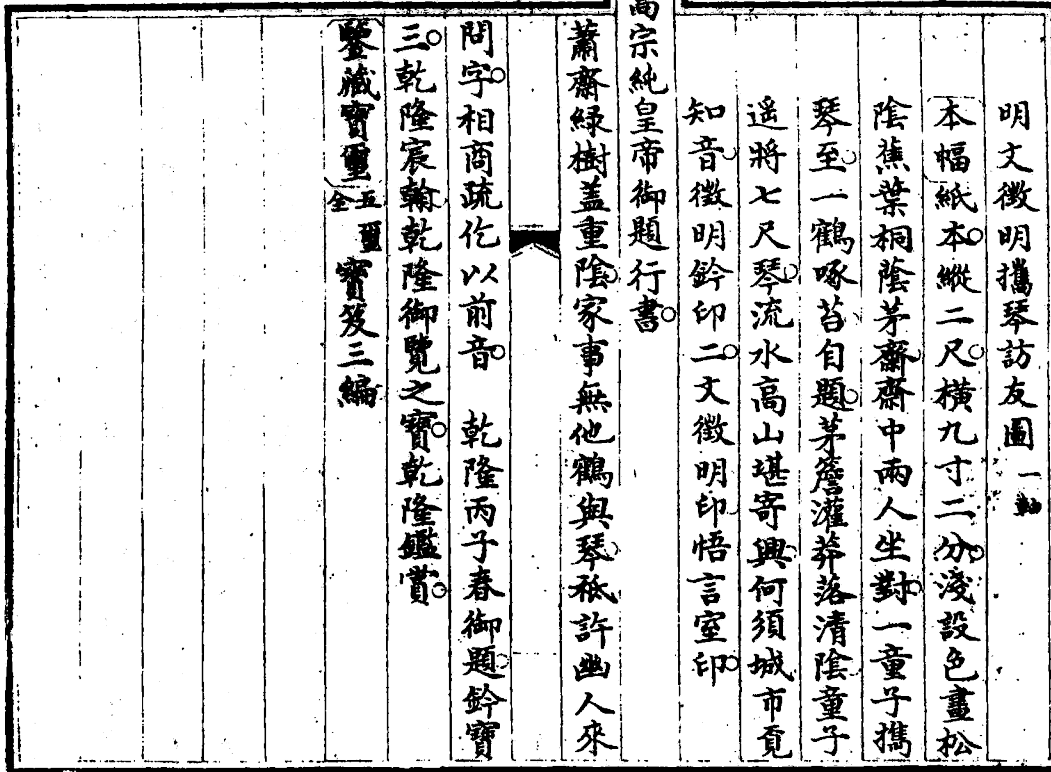 明文徵明攜琴訪友圖一軸
本幅紙本縱二尺橫九寸二分淺設色畫松
陰蕉葉桐蔭茅齋齋中兩人坐對一童子攜
琴至一鶴啄苔自題茅簷灌莽落清陰童子
遥將七尺琴流水高山堪寄興何須城市覔
知音徵明鈐印二文徵明印悟言室印
高宗純皇帝御題行書
蕭齋綠樹盖重陰家事無他鶴與琴祗許幽人來
問字相商疏仡以前音 乾隆丙子春御題鈐寶
三乾隆宸翰乾隆御覽之寶乾隆鑑賞
鑒藏寶璽五璽全寶笈三編